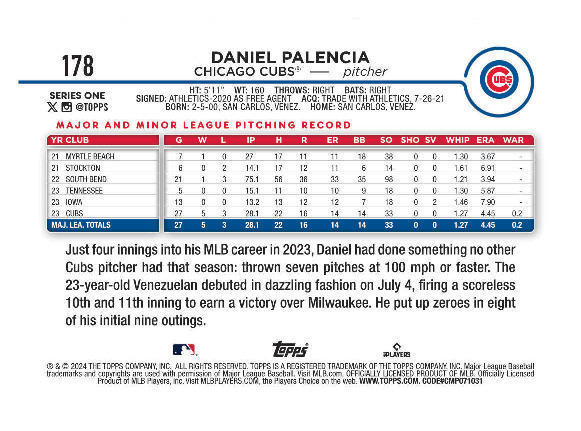 178
DANIEL PALENCIA
CHICAGO CUBS® — pitcher
CUBS
SERIES ONE
@TOPPS
HT: 5'11" WT: 160 THROWS: RIGHT BATS: RIGHT
SIGNED: ATHLETICS-2020 AS FREE AGENT ACQ: TRADE WITH ATHLETICS, 7-26-21
BORN: 2-5-00, SAN CARLOS, VENEZ. HOME: SAN CARLOS, VENEZ.
MAJOR AND MINOR LEAGUE PITCHING RECORD
YR CLUB G W L IP H R ER BB SO SHO SV WHIP ERA WAR
21 MYRTLE BEACH 7 1 0 27 17 11 11 18 38 0 0 1.30 3.67 -
21 STOCKTON 6 0 2 14.1 17 12 11 6 14 0 0 1.61 6.91 -
22 SOUTH BEND 21 1 3 75.1 56 36 33 35 98 0 0 1.21 3.94 -
23 TENNESSEE 5 0 0 15.1 11 10 10 9 18 0 0 1.30 5.87 -
23 IOWA 13 0 0 13.2 13 12 12 7 18 0 2 1.46 7.90 -
23 CUBS 27 5 3 28.1 22 16 14 14 33 0 0 1.27 4.45 0.2
MAJ. LEA. TOTALS 27 5 3 28.1 22 16 14 14 33 0 0 1.27 4.45 0.2
Just four innings into his MLB career in 2023, Daniel had done something no other
Cubs pitcher had that season: thrown seven pitches at 100 mph or faster. The
23-year-old Venezuelan debuted in dazzling fashion on July 4, firing a scoreless
10th and 11th inning to earn a victory over Milwaukee. He put up zeroes in eight
of his initial nine outings.
Topps
PLAYERS
® & © 2024 THE TOPPS COMPANY, INC. ALL RIGHTS RESERVED. TOPPS IS A REGISTERED TRADEMARK OF THE TOPPS COMPANY, INC. Major League Baseball
trademarks and copyrights are used with permission of Major League Baseball. Visit MLB.com. OFFICIALLY LICENSED PRODUCT OF MLB. Officially Licensed
Product of MLB Players, Inc. Visit MLBPLAYERS.COM, the Players Choice on the web. WWW.TOPPS.COM. CODE#CMP071031